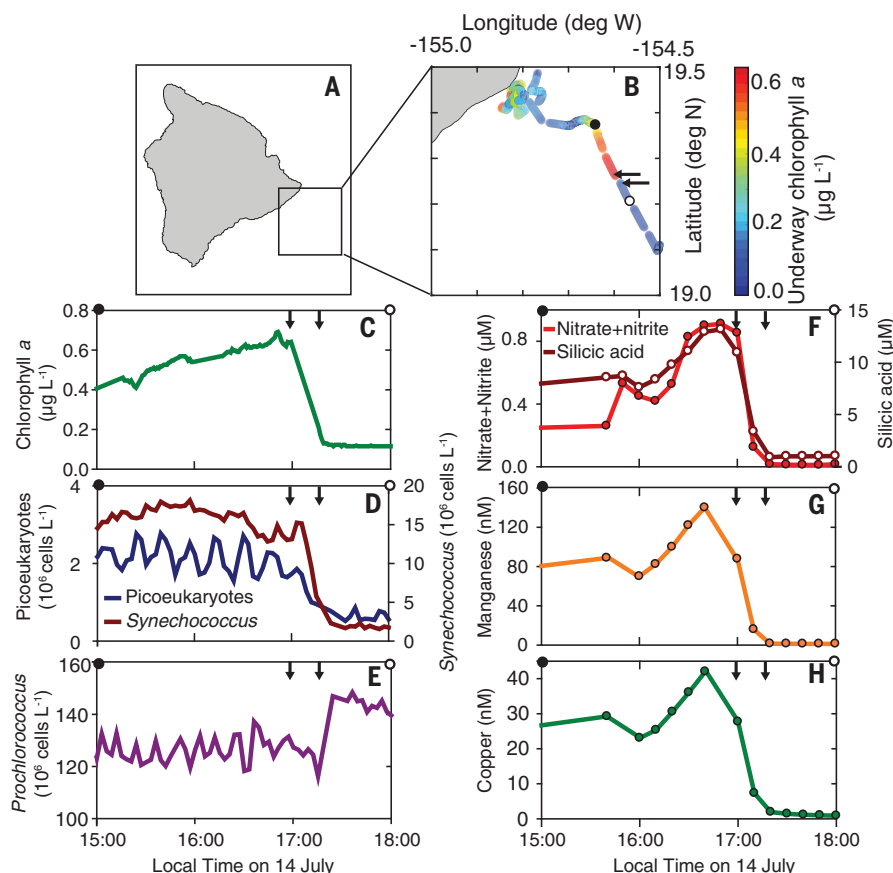 Longitude (deg W)
-155.0
-154.5
A
B
19.5
19.0
Latitude (deg N)
0.6
0.4
0.2
0.0
Underway chlorophyll a
(µg L-1)
C
0.8
0.6
0.4
0.2
0.0
Chlorophyll a
(µg L-1)
D
4
2
0
Picoeukaryotes
(10⁶ cells L-1)
Picoeukaryotes
Synechococcus
20
15
10
5
0
Synechococcus (10⁶ cells L-1)
E
160
140
120
100
Prochlorococcus
(10⁶ cells L-1)
15:00
16:00
17:00
18:00
Local Time on 14 July
F
0.8
0.4
0.0
Nitrate+Nitrite (µM)
Nitrate+nitrite
Silicic acid
15
10
5
0
Silicic acid (µM)
G
160
120
80
40
0
Manganese (nM)
H
40
30
20
10
0
Copper (nM)
15:00
16:00
17:00
18:00
Local Time on 14 July